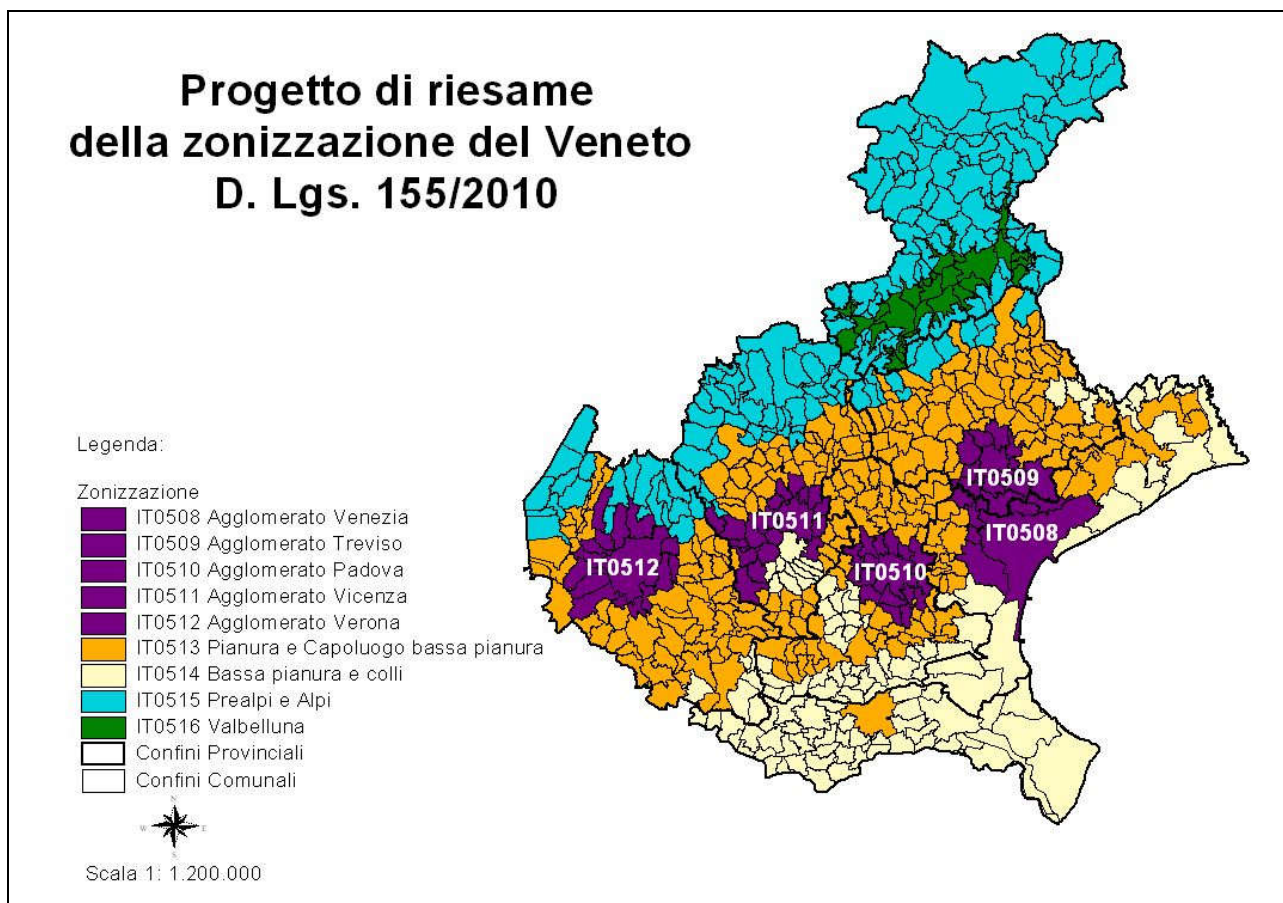 Progetto di riesame
della zonizzazione del Veneto
D. Lgs. 155/2010
IT0509
IT0511
IT0508
IT0512
IT0510
Legenda:
Zonizzazione
IT0508 Agglomerato Venezia
IT0509 Agglomerato Treviso
IT0510 Agglomerato Padova
IT0511 Agglomerato Vicenza
IT0512 Agglomerato Verona
IT0513 Pianura e Capoluogo bassa pianura
IT0514 Bassa pianura e colli
IT0515 Prealpi e Alpi
IT0516 Valbelluna
Confini Provinciali
Confini Comunali
N
W E
S
Scala 1: 1.200.000